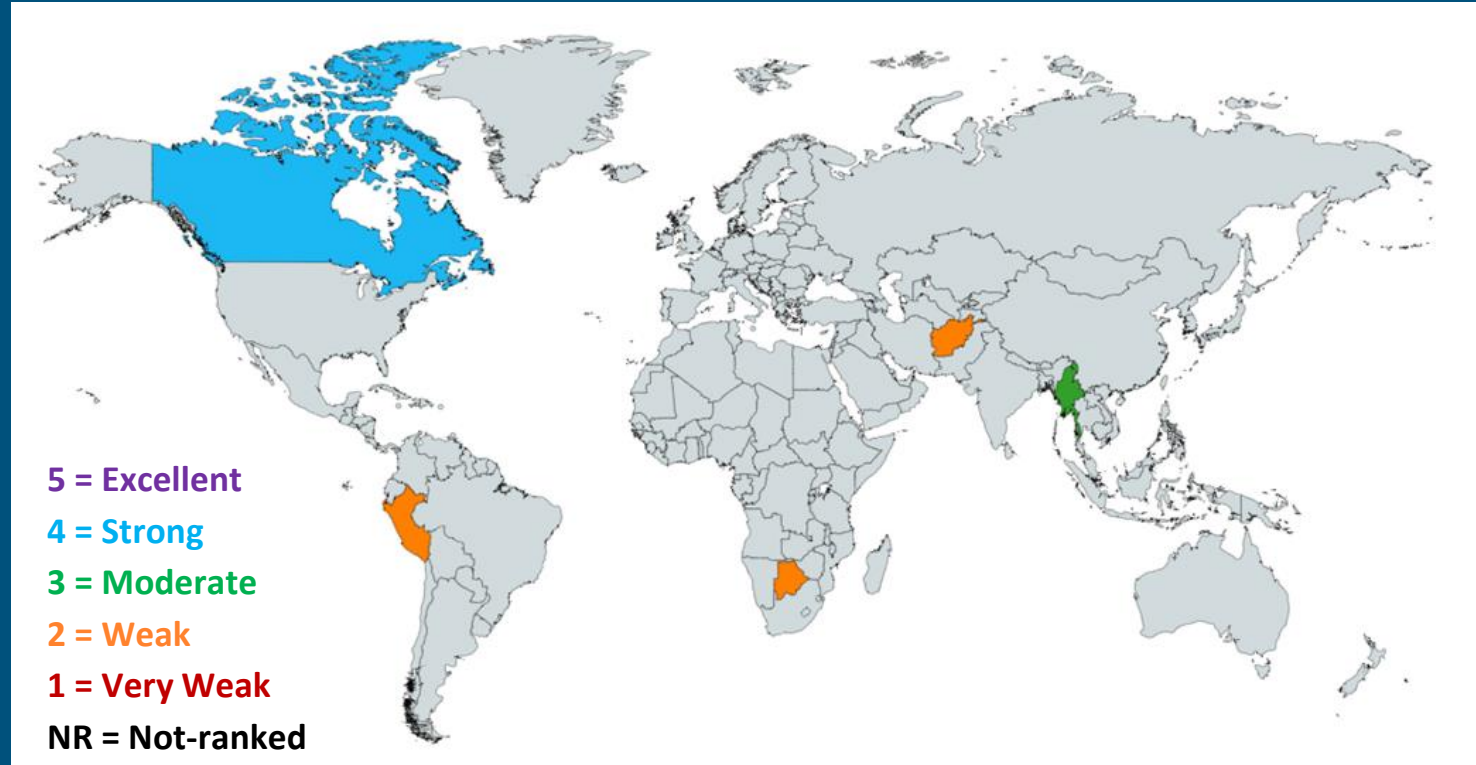 5 = Excellent
4 = Strong
3 = Moderate
2 = Weak
1 = Very Weak
NR = Not-ranked